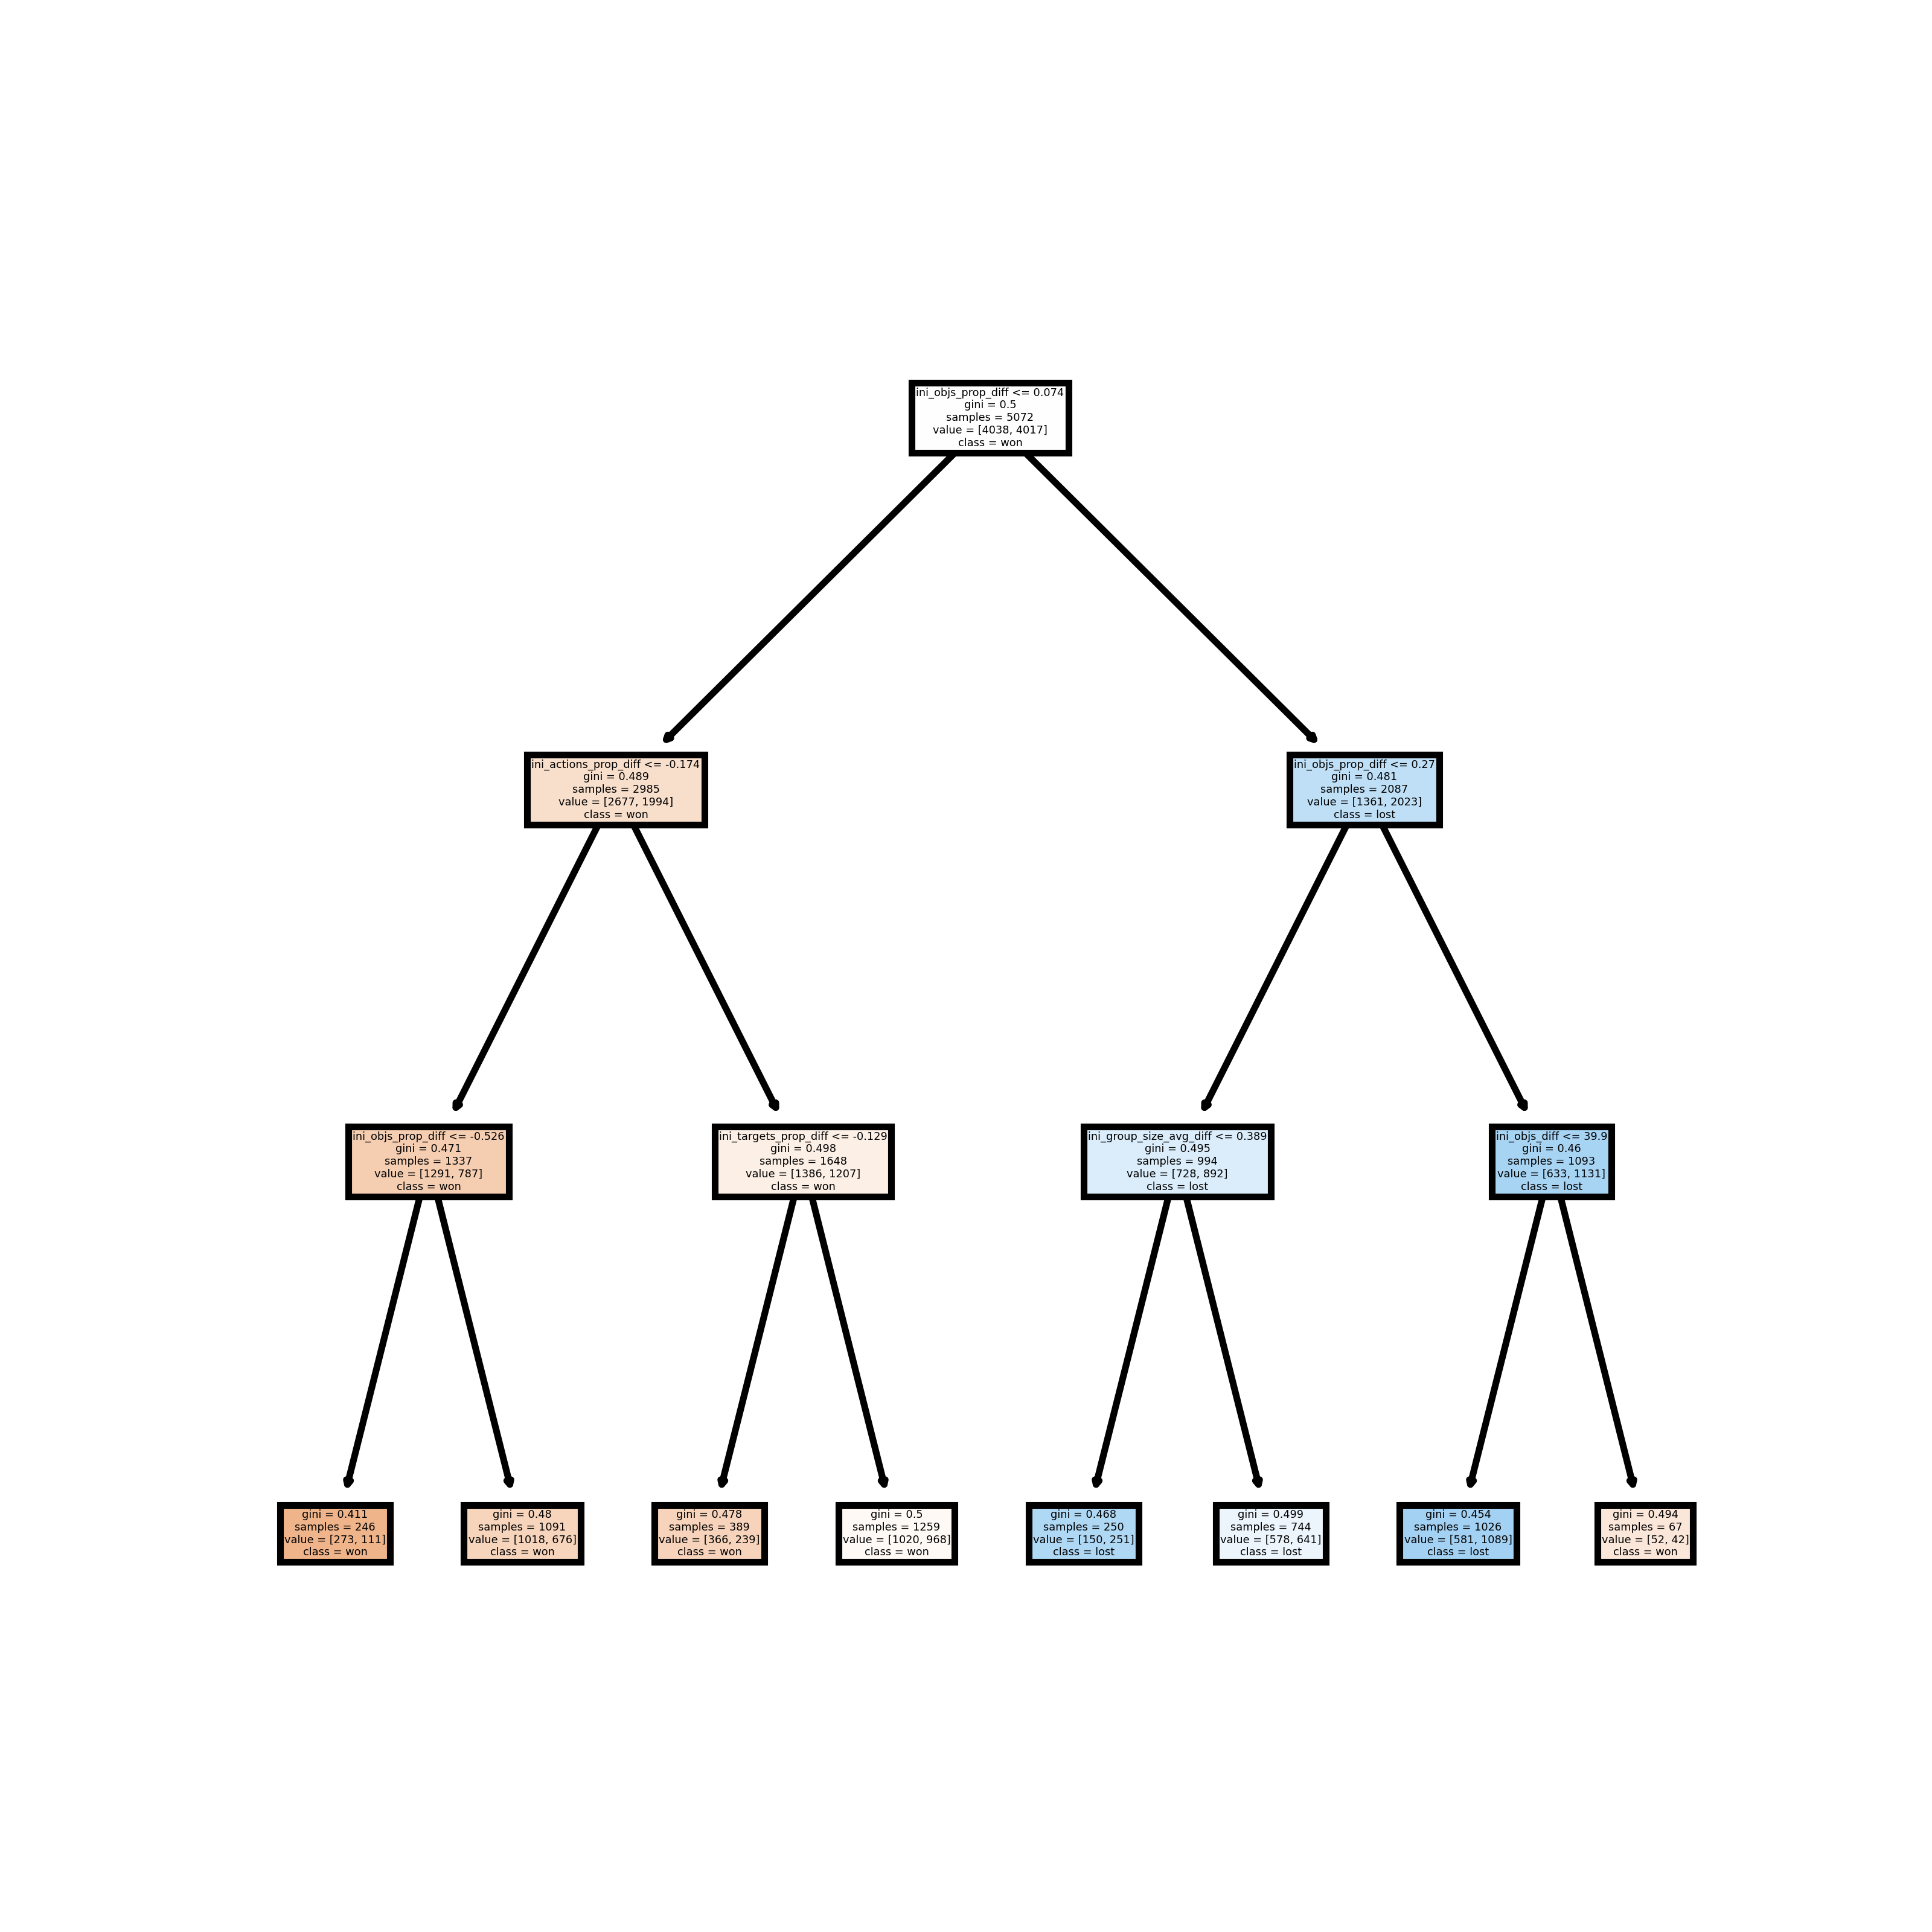 ini_objs_prop_diff <= 0.074
gini = 0.5
samples = 5072
value = [4038, 4017]
class = won
ini_actions_prop_diff <= -0.174
gini = 0.489
samples = 2985
value = [2677, 1994]
class = won
ini_objs_prop_diff <= 0.27
gini = 0.481
samples = 2087
value = [1361, 2023]
class = lost
ini_objs_prop_diff <= -0.526
gini = 0.471
samples = 1337
value = [1291, 787]
class = won
ini_targets_prop_diff <= -0.129
gini = 0.498
samples = 1648
value = [1386, 1207]
class = won
ini_group_size_avg_diff <= 0.389
gini = 0.495
samples = 994
value = [728, 892]
class = lost
ini_objs_diff <= 39.9
gini = 0.46
samples = 1093
value = [633, 1131]
class = lost
gini = 0.411
samples = 246
value = [273, 111]
class = won
gini = 0.48
samples = 1091
value = [1018, 676]
class = won
gini = 0.478
samples = 389
value = [366, 239]
class = won
gini = 0.5
samples = 1259
value = [1020, 968]
class = won
gini = 0.468
samples = 250
value = [150, 251]
class = lost
gini = 0.499
samples = 744
value = [578, 641]
class = lost
gini = 0.454
samples = 1026
value = [581, 1089]
class = lost
gini = 0.494
samples = 67
value = [52, 42]
class = won